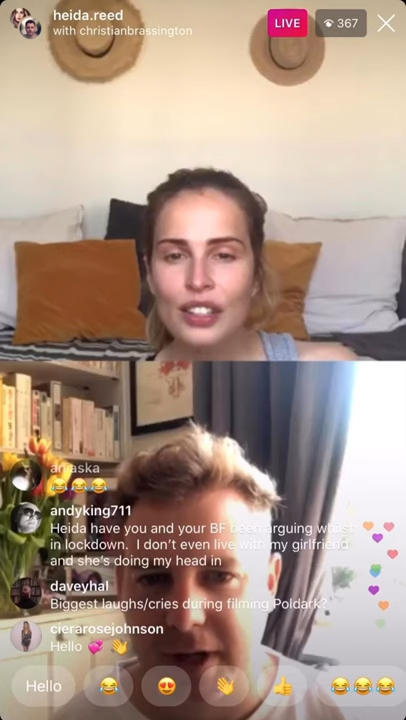 heida.reed
with christianbrassington
LIVE
367
anjaska
😂😂😂
andyking711
Heida have you and your BF been arguing whilst
in lockdown. I don't even live with my girlfriend
and she's doing my head in
daveyhal
Biggest laughs/cries during filming Poldark?
cierarosejohnson
Hello 💞 👋
Hello 😂 😍 👋 👍 😂😂😂